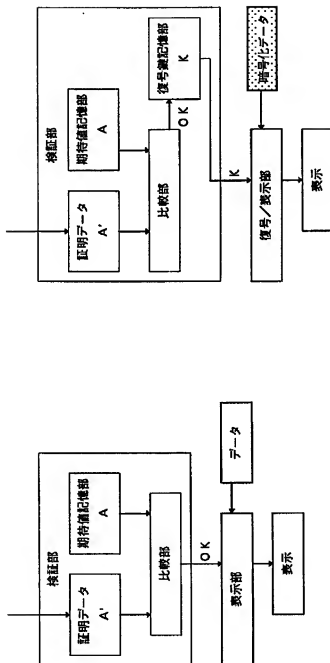 検証部
証明データ
A'
期待値記憶部
A
比較部
OK
復号鍵記憶部
K
K
復号/表示部
暗号化データ
表示
検証部
証明データ
A'
期待値記憶部
A
比較部
OK
表示部
データ
表示